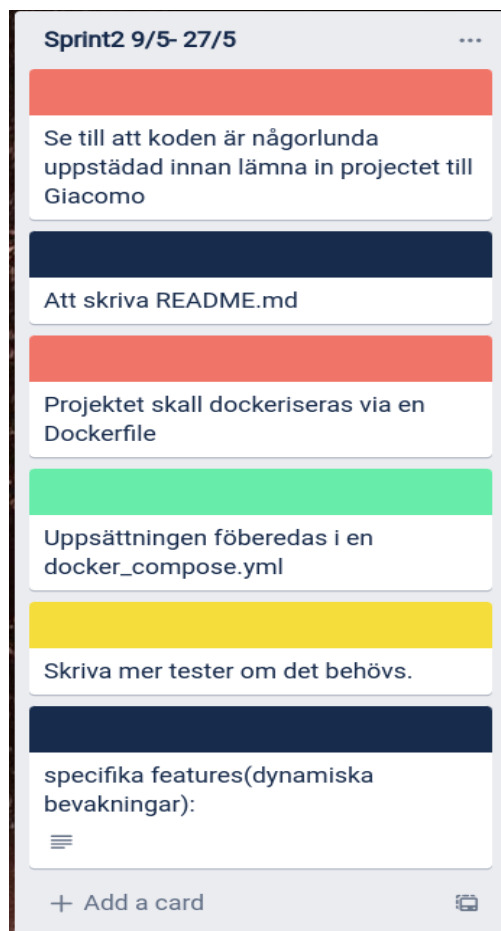 Sprint2 9/5- 27/5
Se till att koden är någorlunda
uppstädad innan lämna in projectet till
Giacomo
Att skriva README.md
Projektet skall dockeriseras via en
Dockerfile
Uppsättningen föberedas i en
docker_compose.yml
Skriva mer tester om det behövs.
specifika features(dynamiska
bevakningar):
+ Add a card